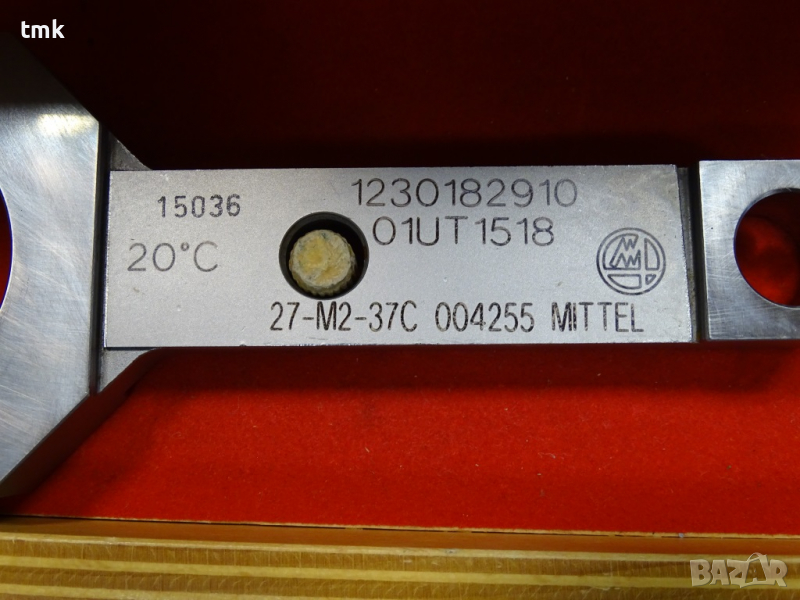 tmk
15036
1230182910
01UT1518
20°C
27-M2-37C 004255 MITTEL
BAZAR